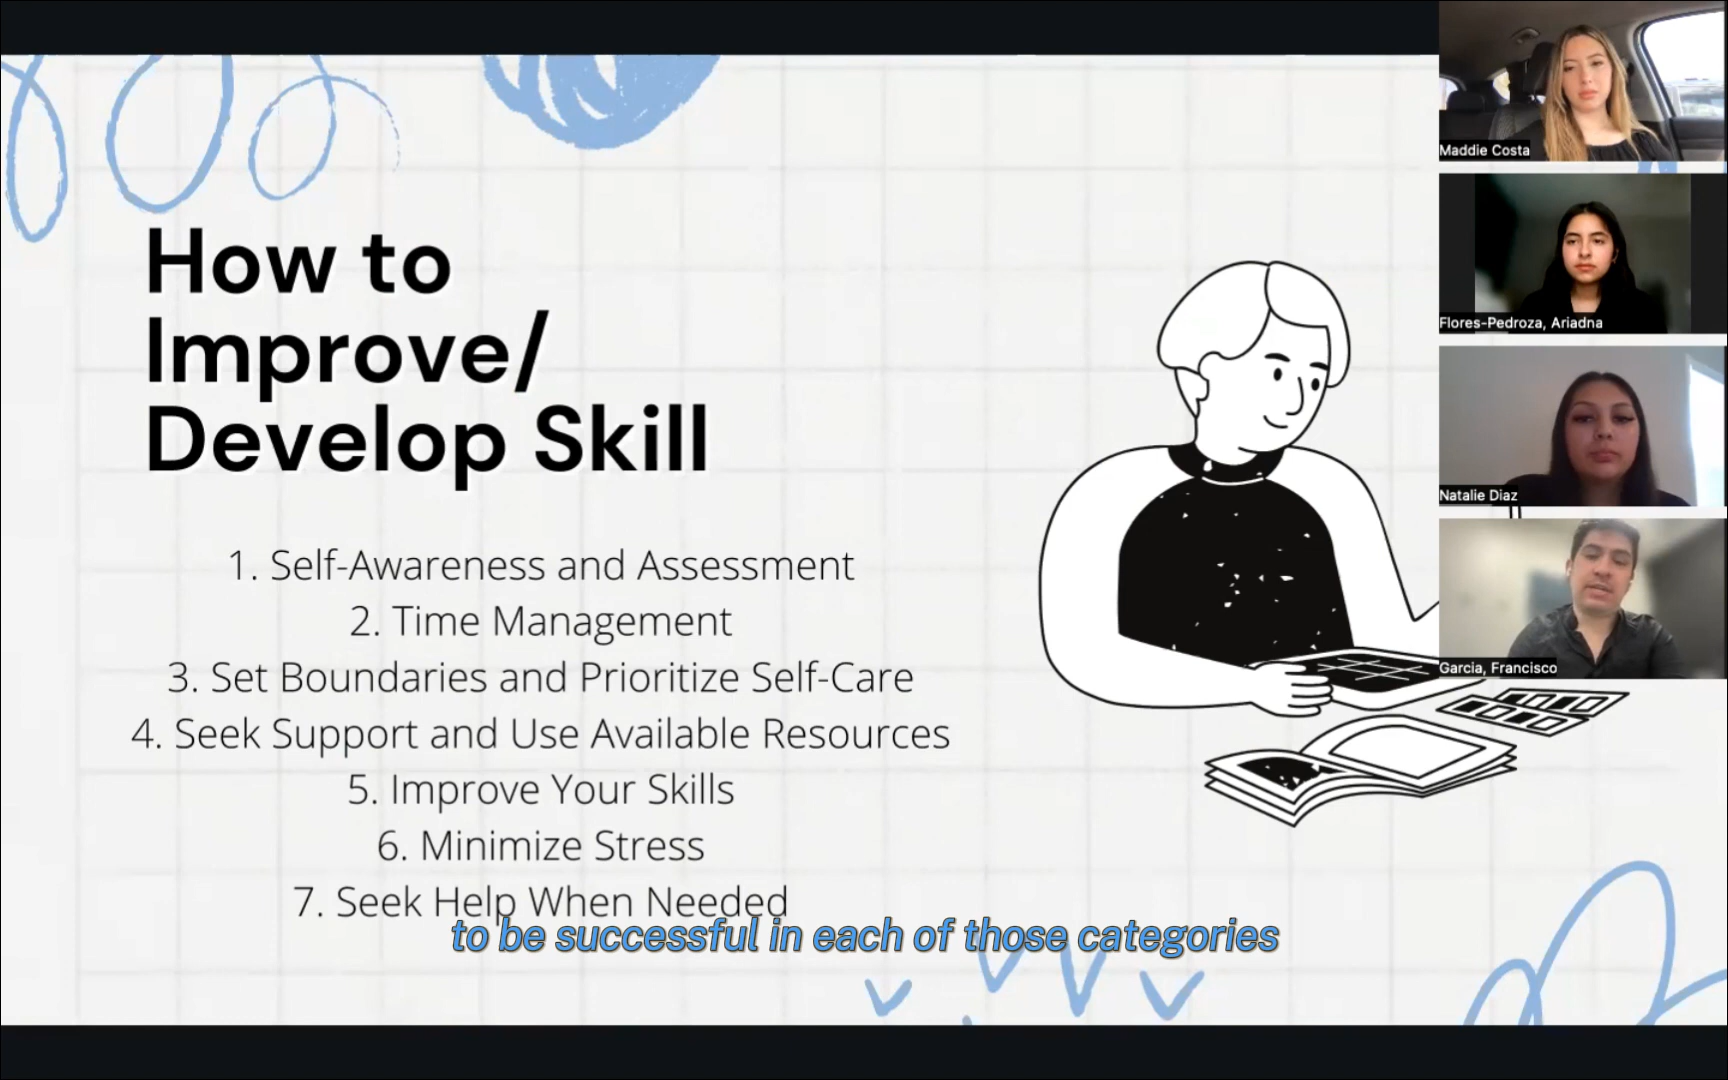 How to
Improve/
Develop Skill
1. Self-Awareness and Assessment
2. Time Management
3. Set Boundaries and Prioritize Self-Care
4. Seek Support and Use Available Resources
5. Improve Your Skills
6. Minimize Stress
7. Seek Help When Needed
to be successful in each of those categories
Maddie Costa
Flores-Pedroza, Ariadna
Natalie Diaz
Garcia, Francisco